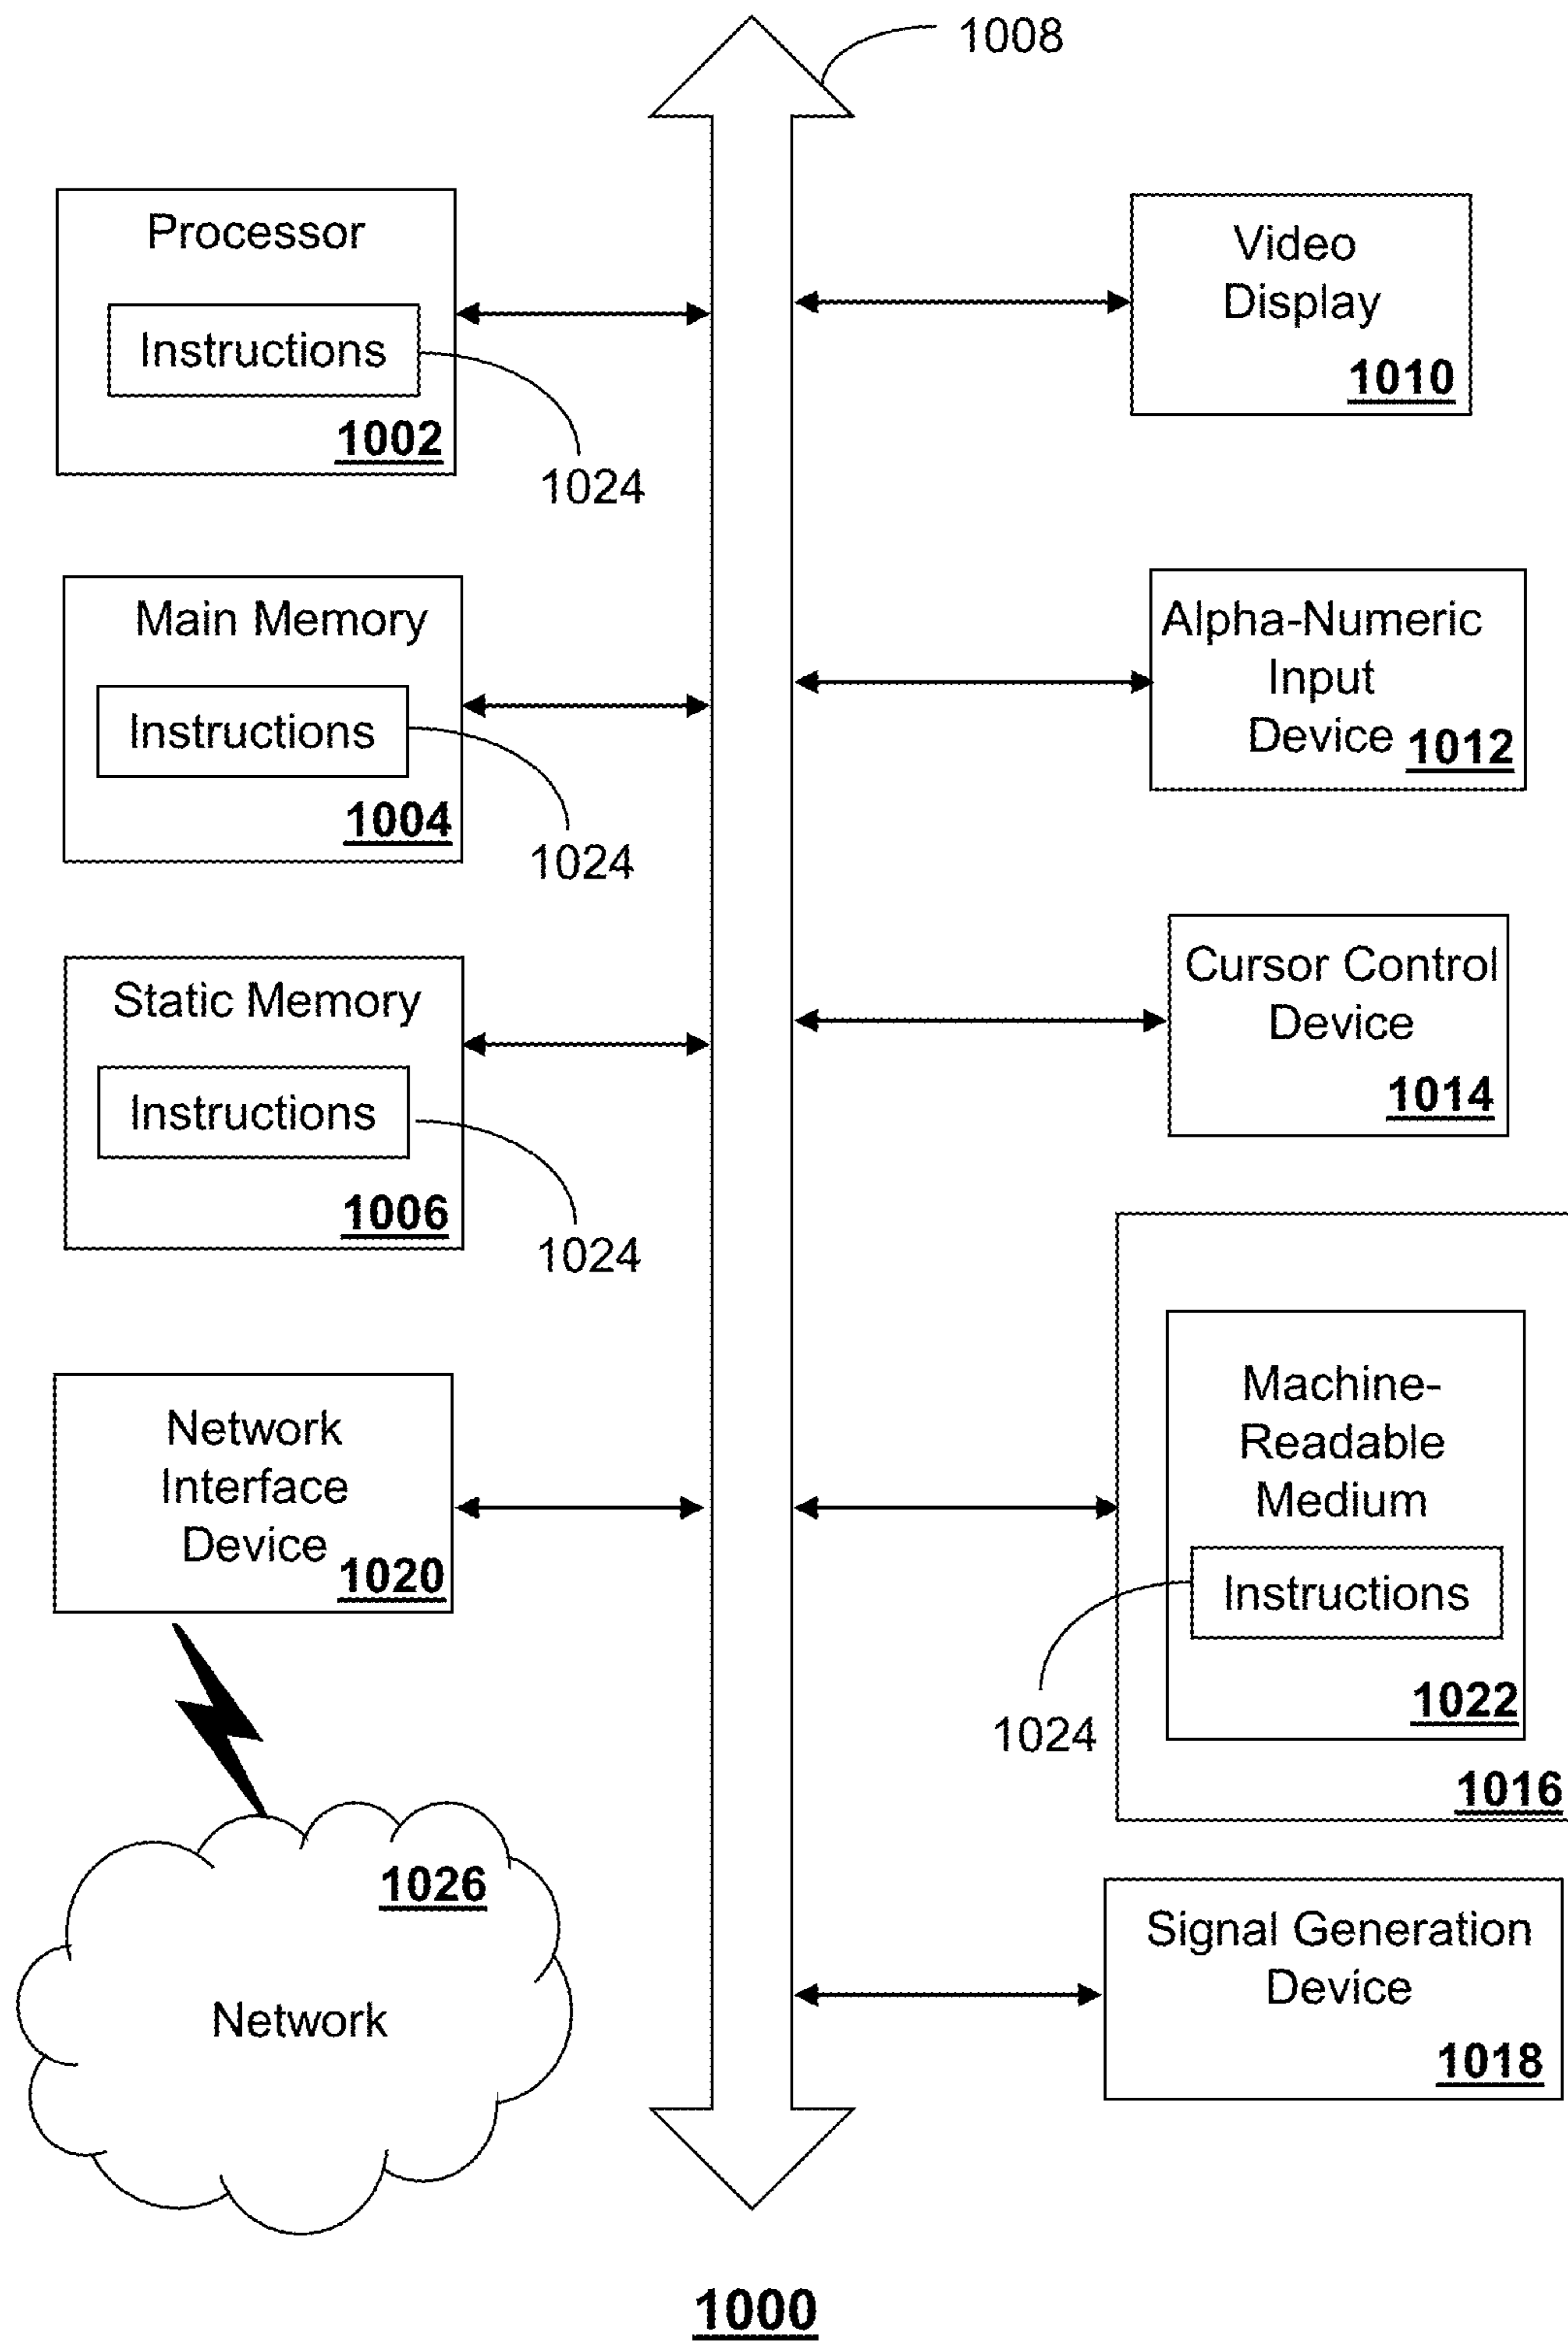 1008
Processor
Instructions
1002
1024
Video
Display
1010
Main Memory
Instructions
1004
1024
Alpha-Numeric
Input
Device 1012
Static Memory
Instructions
1006
1024
Cursor Control
Device
1014
Network
Interface
Device
1020
Machine-
Readable
Medium
Instructions
1022
1024
1016
1026
Network
Signal Generation
Device
1018
1000